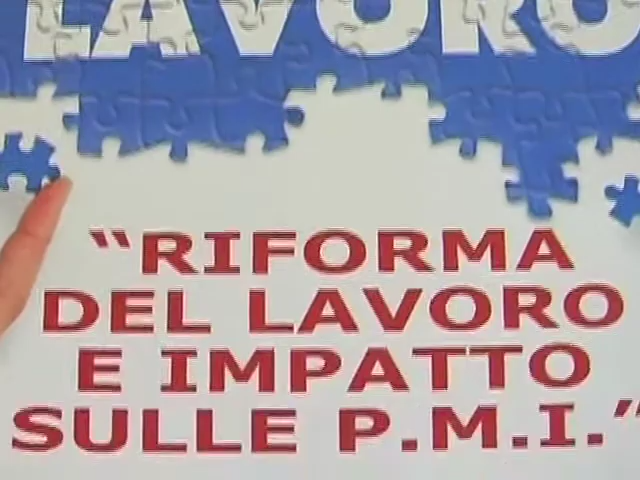 LAVORO
"RIFORMA
DEL LAVORO
E IMPATTO
SULLE P.M.I."